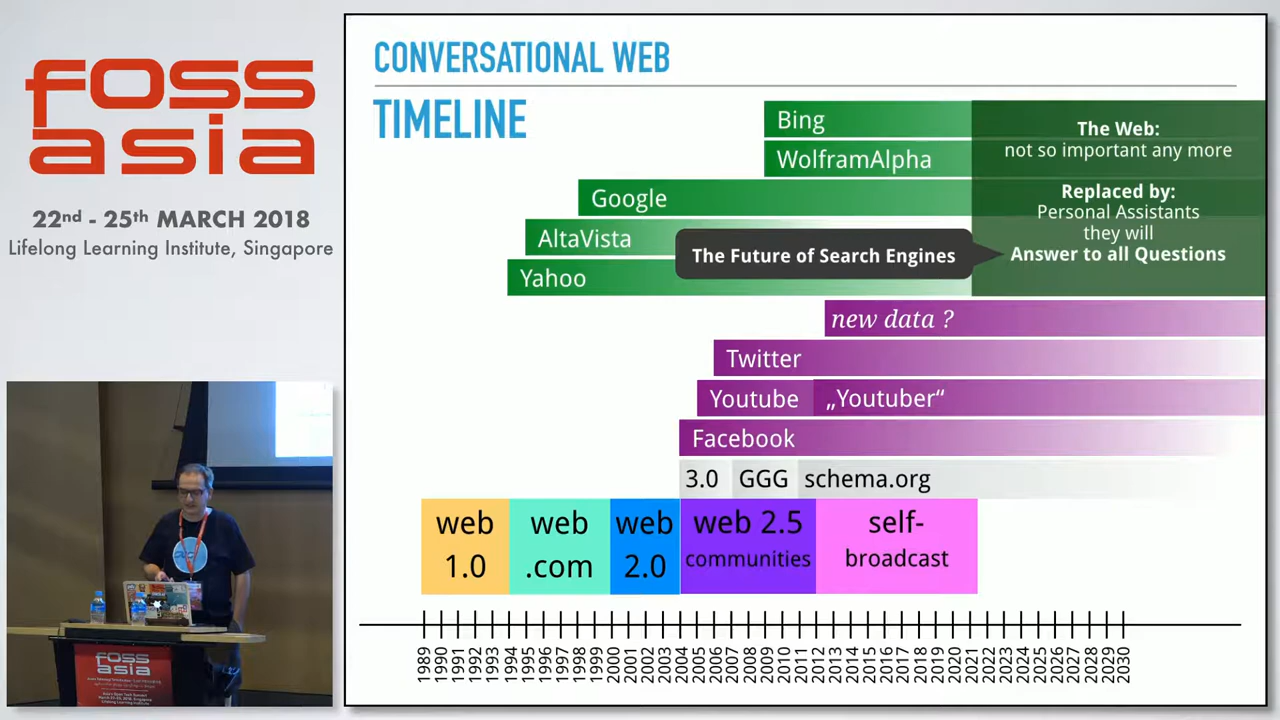 foss
asia
22nd - 25th MARCH 2018
Lifelong Learning Institute, Singapore
CONVERSATIONAL WEB
TIMELINE
Bing
WolframAlpha
Google
AltaVista
Yahoo
The Future of Search Engines
The Web:
not so important any more
Replaced by:
Personal Assistants
they will
Answer to all Questions
new data ?
Twitter
Youtube „Youtuber“
Facebook
3.0 GGG schema.org
web
1.0
web
.com
web
2.0
web 2.5
communities
self-
broadcast
1989 1990 1991 1992 1993 1994 1995 1996 1997 1998 1999 2000 2001 2002 2003 2004 2005 2006 2007 2008 2009 2010 2011 2012 2013 2014 2015 2016 2017 2018 2019 2020 2021 2022 2023 2024 2025 2026 2027 2028 2029 2030
foss
asia